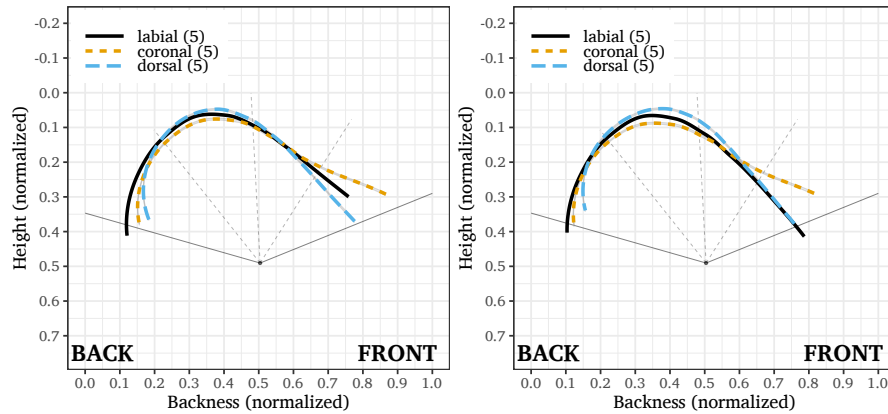 labial (5)
coronal (5)
dorsal (5)
Height (normalized)
-0.2
-0.1
0.0
0.1
0.2
0.3
0.4
0.5
0.6
0.7
BACK FRONT
0.0 0.1 0.2 0.3 0.4 0.5 0.6 0.7 0.8 0.9 1.0
Backness (normalized)
labial (5)
coronal (5)
dorsal (5)
Height (normalized)
-0.2
-0.1
0.0
0.1
0.2
0.3
0.4
0.5
0.6
0.7
BACK FRONT
0.0 0.1 0.2 0.3 0.4 0.5 0.6 0.7 0.8 0.9 1.0
Backness (normalized)